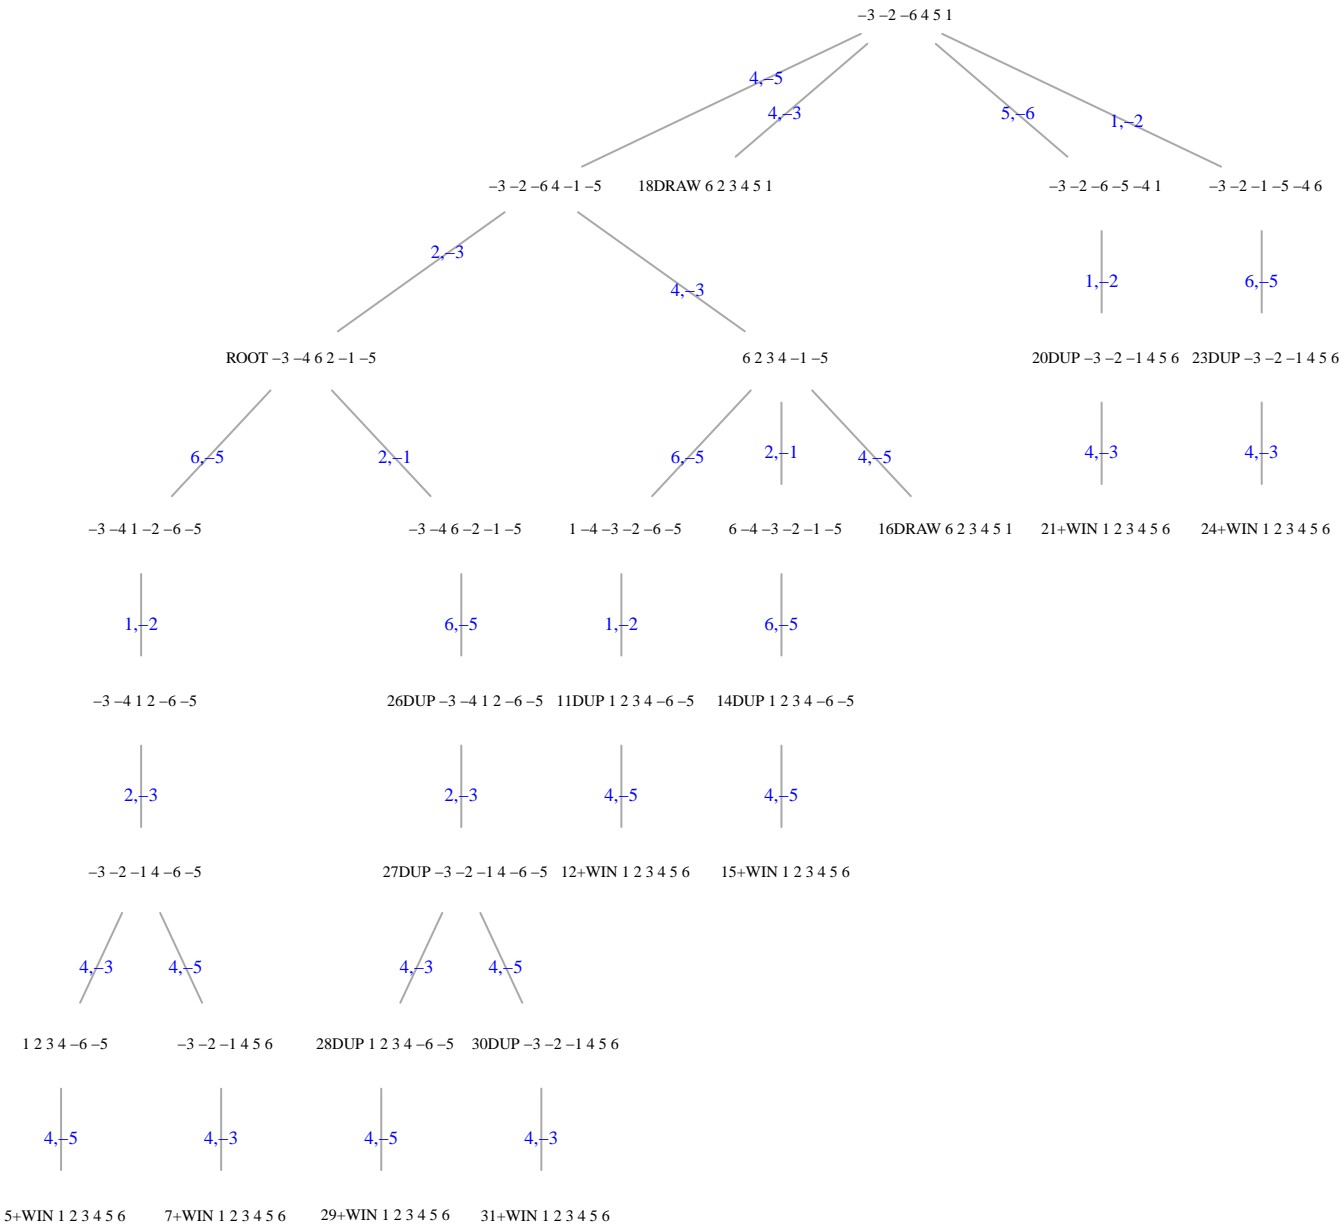 –3 –2 –6 4 5 1
4,–5
4,–3
5,–6
1,–2
–3 –2 –6 4 –1 –5
18DRAW 6 2 3 4 5 1
–3 –2 –6 –5 –4 1
–3 –2 –1 –5 –4 6
2,–3
4,–3
1,–2
6,–5
ROOT –3 –4 6 2 –1 –5
6 2 3 4 –1 –5
20DUP –3 –2 –1 4 5 6
23DUP –3 –2 –1 4 5 6
6,–5
2,–1
6,–5
2,–1
4,–5
4,–3
4,–3
–3 –4 1 –2 –6 –5
–3 –4 6 –2 –1 –5
1 –4 –3 –2 –6 –5
6 –4 –3 –2 –1 –5
16DRAW 6 2 3 4 5 1
21+WIN 1 2 3 4 5 6
24+WIN 1 2 3 4 5 6
1,–2
6,–5
1,–2
6,–5
–3 –4 1 2 –6 –5
26DUP –3 –4 1 2 –6 –5
11DUP 1 2 3 4 –6 –5
14DUP 1 2 3 4 –6 –5
2,–3
2,–3
4,–5
4,–5
–3 –2 –1 4 –6 –5
27DUP –3 –2 –1 4 –6 –5
12+WIN 1 2 3 4 5 6
15+WIN 1 2 3 4 5 6
4,–3
4,–5
4,–3
4,–5
1 2 3 4 –6 –5
–3 –2 –1 4 5 6
28DUP 1 2 3 4 –6 –5
30DUP –3 –2 –1 4 5 6
4,–5
4,–3
4,–5
4,–3
5+WIN 1 2 3 4 5 6
7+WIN 1 2 3 4 5 6
29+WIN 1 2 3 4 5 6
31+WIN 1 2 3 4 5 6